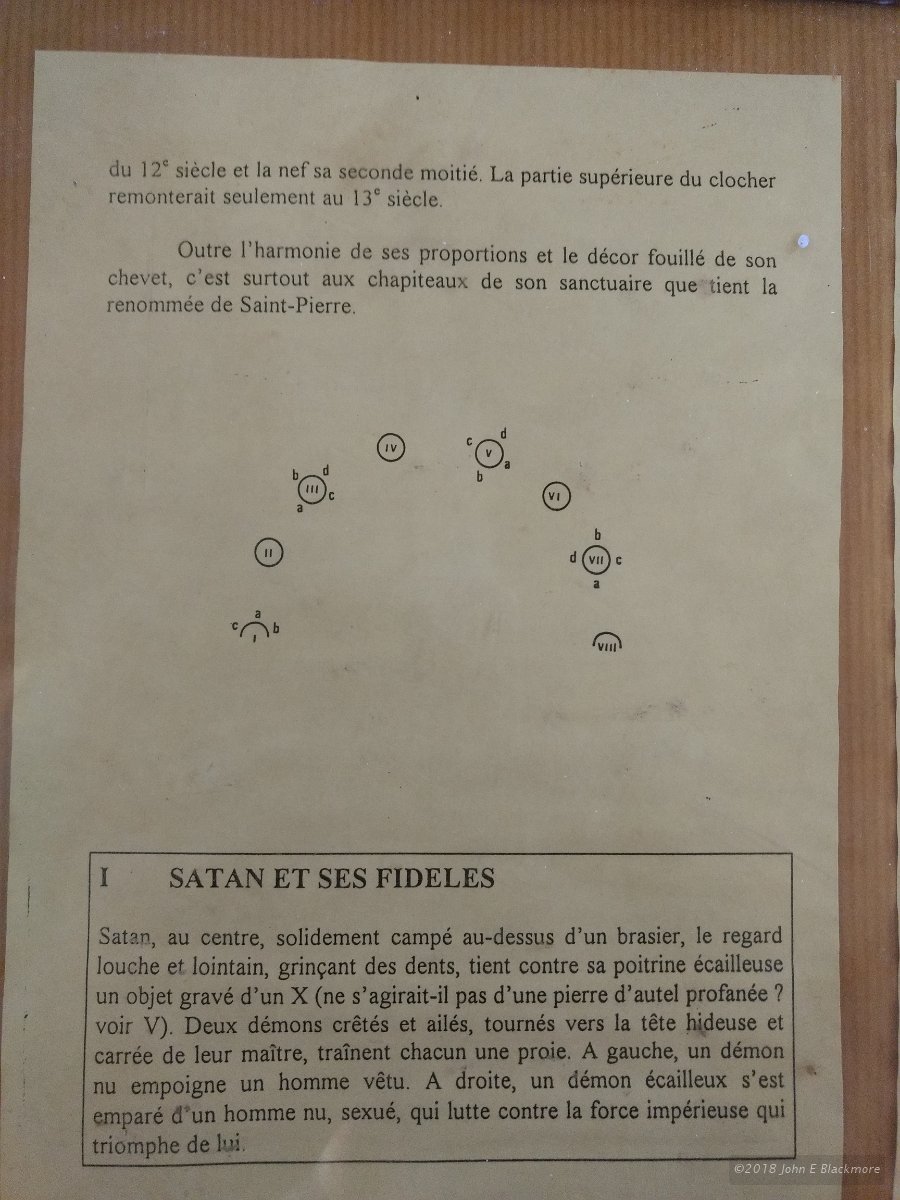 du 12e siècle et la nef sa seconde moitié. La partie supérieure du clocher
remonterait seulement au 13e siècle.
Outre l'harmonie de ses proportions et le décor fouillé de son
chevet, c'est surtout aux chapiteaux de son sanctuaire que tient la
renommée de Saint-Pierre.
IV
c d
V
a
b
b d
III
c
a
VI
II
b
d VII c
a
a
c b
I
VIII
I SATAN ET SES FIDELES
Satan, au centre, solidement campé au-dessus d'un brasier, le regard
louche et lointain, grinçant des dents, tient contre sa poitrine écailleuse
un objet gravé d'un X (ne s'agirait-il pas d'une pierre d'autel profanée ?
voir V). Deux démons crêtés et ailés, tournés vers la tête hideuse et
carrée de leur maître, traînent chacun une proie. A gauche, un démon
nu empoigne un homme vêtu. A droite, un démon écailleux s'est
emparé d'un homme nu, sexué, qui lutte contre la force impérieuse qui
triomphe de lui.
©2018 John E Blackmore